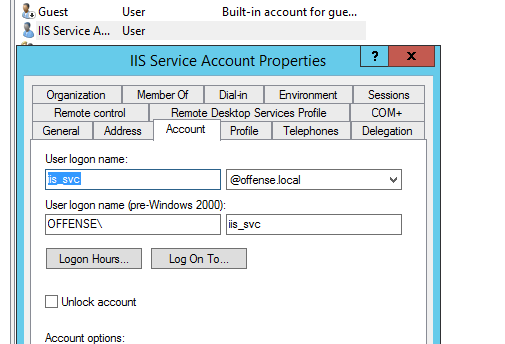 Guest User Built-in account for gue...
IIS Service A... User
IIS Service Account Properties
? x
Organization Member Of Dial-in Environment Sessions
Remote control Remote Desktop Services Profile COM+
General Address Account Profile Telephones Delegation
User logon name:
iis_svc @offense.local
User logon name (pre-Windows 2000):
OFFENSE\ iis_svc
Logon Hours... Log On To...
Unlock account
Account options: